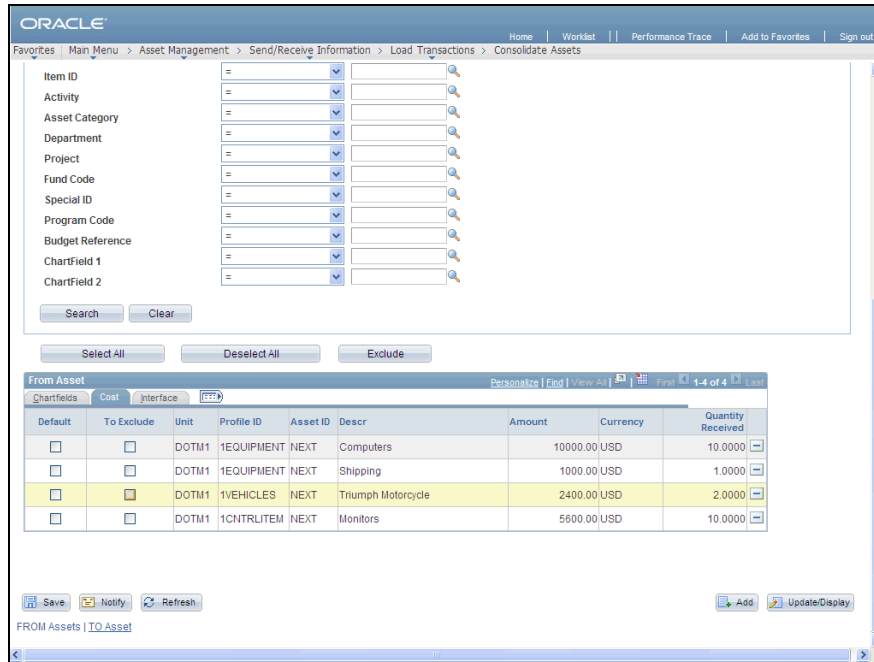 ORACLE
Home | Worklist | | Performance Trace | Add to Favorites | Sign out
Favorites | Main Menu > Asset Management > Send/Receive Information > Load Transactions > Consolidate Assets
Item ID =
Activity =
Asset Category =
Department =
Project =
Fund Code =
Special ID =
Program Code =
Budget Reference =
ChartField 1 =
ChartField 2 =
Search Clear
Select All Deselect All Exclude
From Asset Personalize | Find | View All | | First 1-4 of 4 Last
Chartfields Cost Interface
Default To Exclude Unit Profile ID Asset ID Descr Amount Currency Quantity Received
DOTM1 1EQUIPMENT NEXT Computers 10000.00 USD 10.0000
DOTM1 1EQUIPMENT NEXT Shipping 1000.00 USD 1.0000
DOTM1 1VEHICLES NEXT Triumph Motorcycle 2400.00 USD 2.0000
DOTM1 1CNTRLITEM NEXT Monitors 5600.00 USD 10.0000
Save Notify Refresh Add Update/Display
FROM Assets | TO Asset